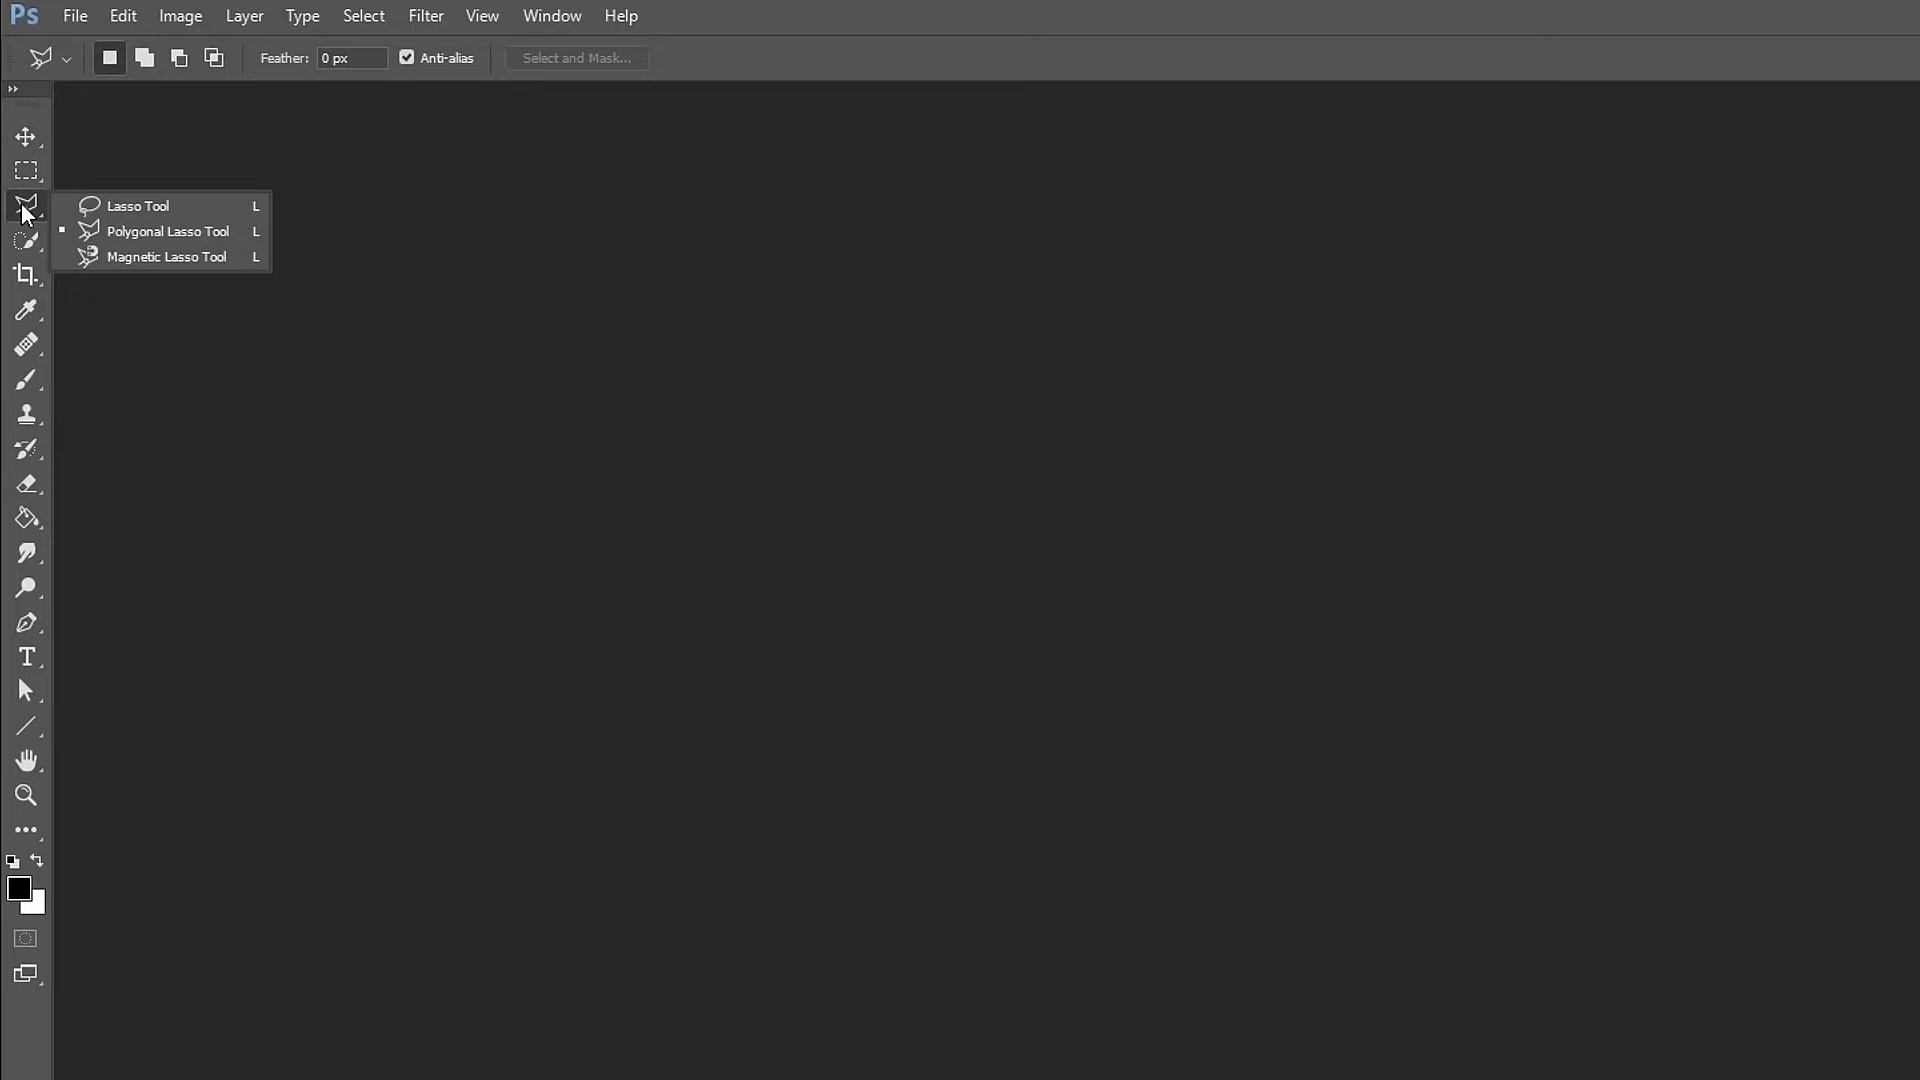 Ps File Edit Image Layer Type Select Filter View Window Help
Feather: 0 px Anti-alias Select and Mask...
Lasso Tool L
Polygonal Lasso Tool L
Magnetic Lasso Tool L
T